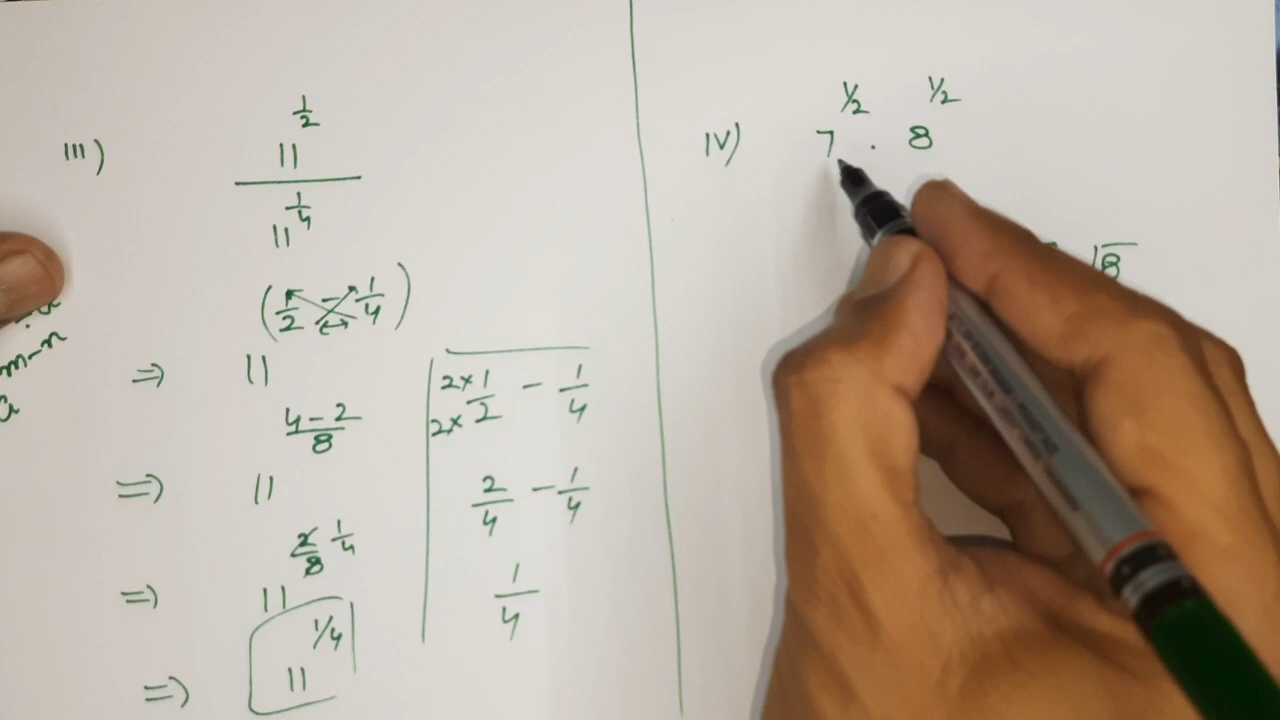 III) 11^(1/2)
11^(1/4)
(1/2 - 1/4)
⇒ 11
4-2/8
⇒ 11
2/8 1/4
⇒ 11
1/4
⇒ 11
2× 1/2 - 1/4
2×
2/4 - 1/4
1/4
m-n
a
IV) 7^(1/2) . 8^(1/2)
√8